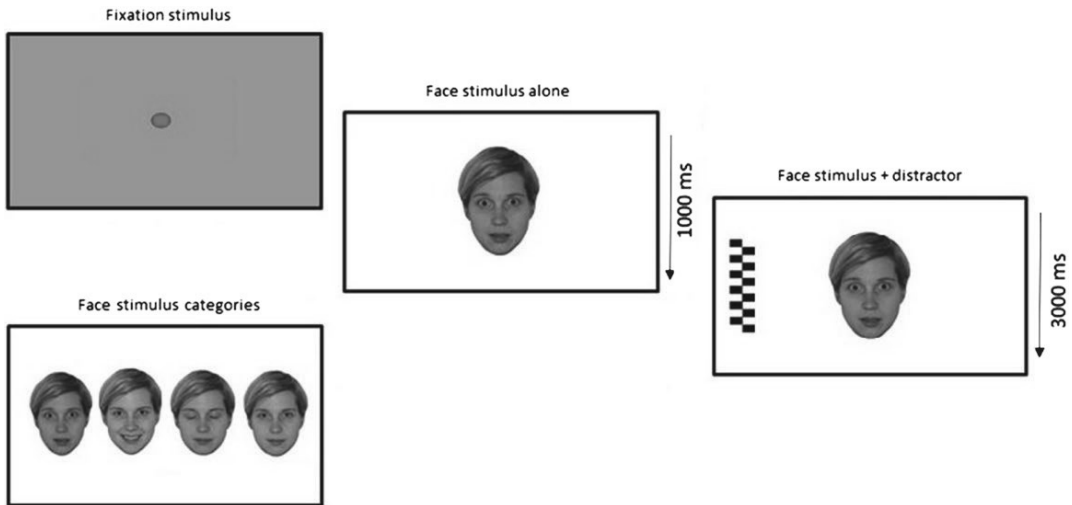 Fixation stimulus
Face stimulus alone
1000 ms
Face stimulus + distractor
3000 ms
Face stimulus categories